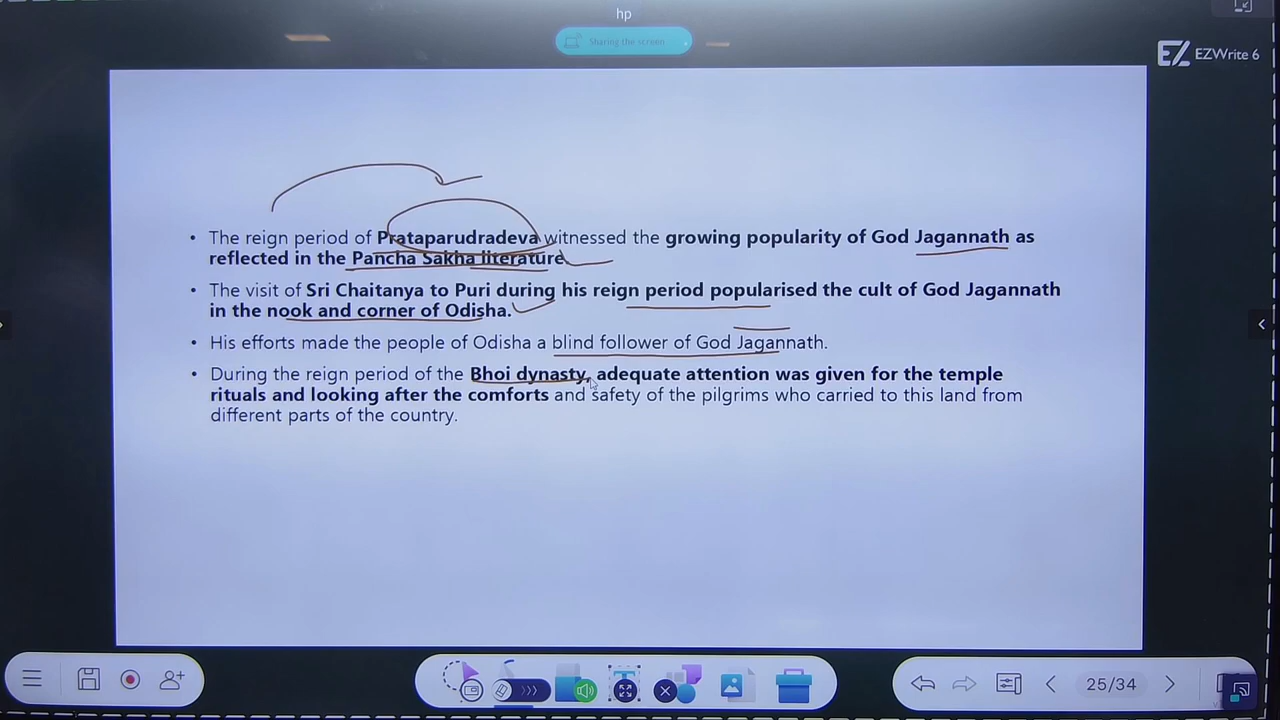 hp
Sharing the screen
EZWrite 6
• The reign period of Prataparudradeva witnessed the growing popularity of God Jagannath as
reflected in the Pancha Sakha literature.
• The visit of Sri Chaitanya to Puri during his reign period popularised the cult of God Jagannath
in the nook and corner of Odisha.
• His efforts made the people of Odisha a blind follower of God Jagannath.
• During the reign period of the Bhoi dynasty, adequate attention was given for the temple
rituals and looking after the comforts and safety of the pilgrims who carried to this land from
different parts of the country.
25/34